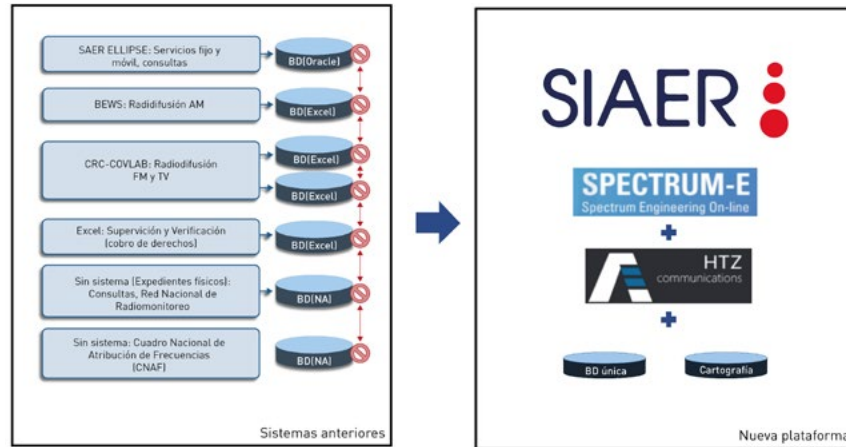 SAER ELLIPSE: Servicios fijo y
móvil, consultas
BD(Oracle)
BEWS: Radidifusión AM
BD(Excel)
CRC-COVLAB: Radiodifusión
FM y TV
BD(Excel)
BD(Excel)
Excel: Supervición y Verificación
(cobro de derechos)
BD(Excel)
Sin sistema (Expedientes físicos):
Consultas, Red Nacional de
Radiomonitoreo
BD(NA)
Sin sistema: Cuadro Nacional de
Atribución de Frecuencias
(CNAF)
BD(NA)
Sistemas anteriores
SIAER
SPECTRUM-E
Spectrum Engineering On-line
+
HTZ
communications
+
BD única
Cartografía
Nueva plataforma